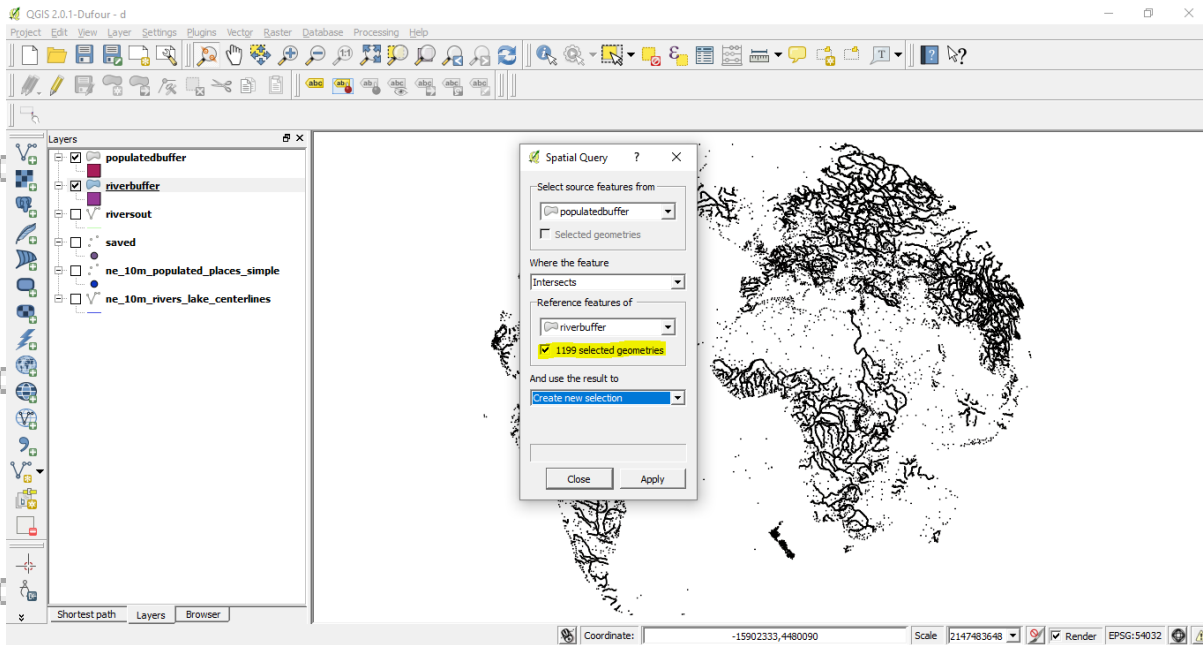 QGIS 2.0.1-Dufour - d
Project Edit View Layer Settings Plugins Vector Raster Database Processing Help
Layers
populatedbuffer
riverbuffer
riversout
saved
ne_10m_populated_places_simple
ne_10m_rivers_lake_centerlines
Shortest path Layers Browser
Spatial Query ?
Select source features from
populatedbuffer
Selected geometries
Where the feature
Intersects
Reference features of
riverbuffer
1199 selected geometries
And use the result to
Create new selection
Close Apply
Coordinate: -15902333,4480090 Scale 2147483648 Render EPSG:54032